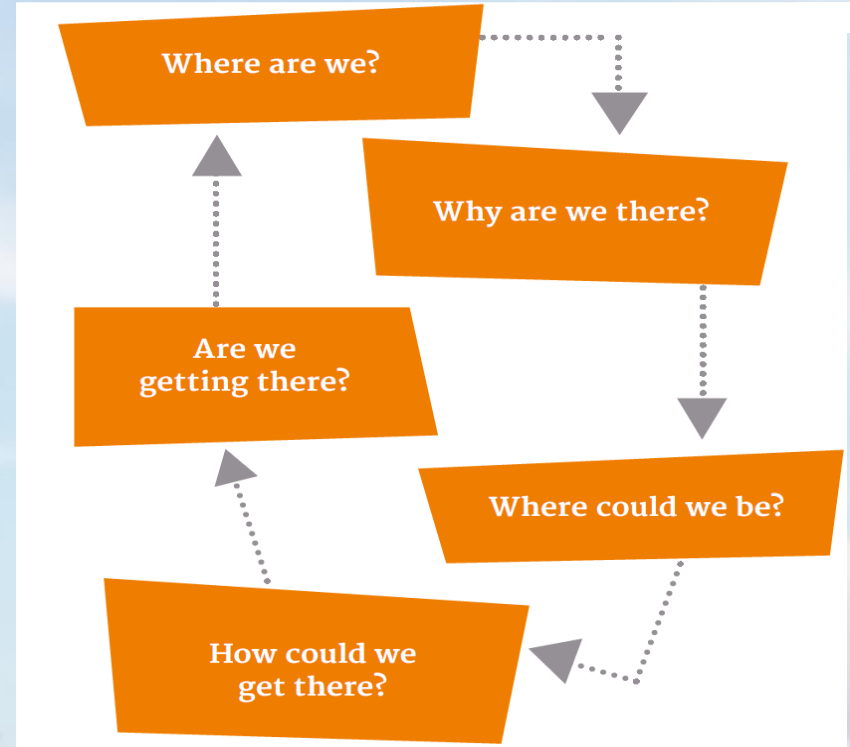 Where are we?
Why are we there?
Where could we be?
How could we
get there?
Are we
getting there?